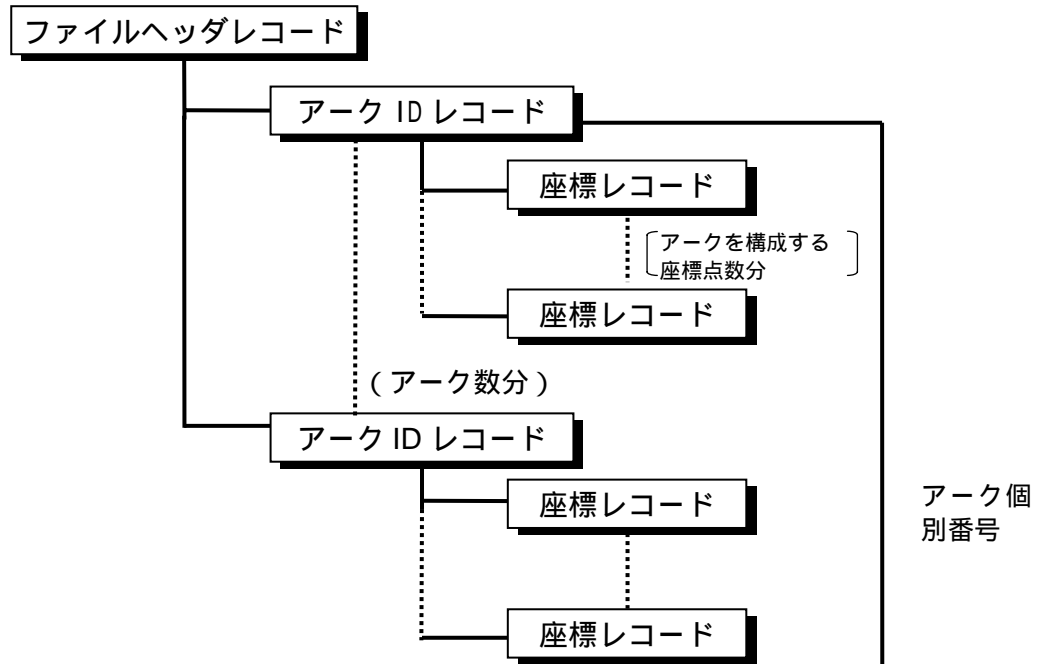 ファイルヘッダレコード
アーク ID レコード
座標レコード
アークを構成する
座標点数分
座標レコード
(アーク数分)
アーク ID レコード
座標レコード
アーク個
別番号
座標レコード